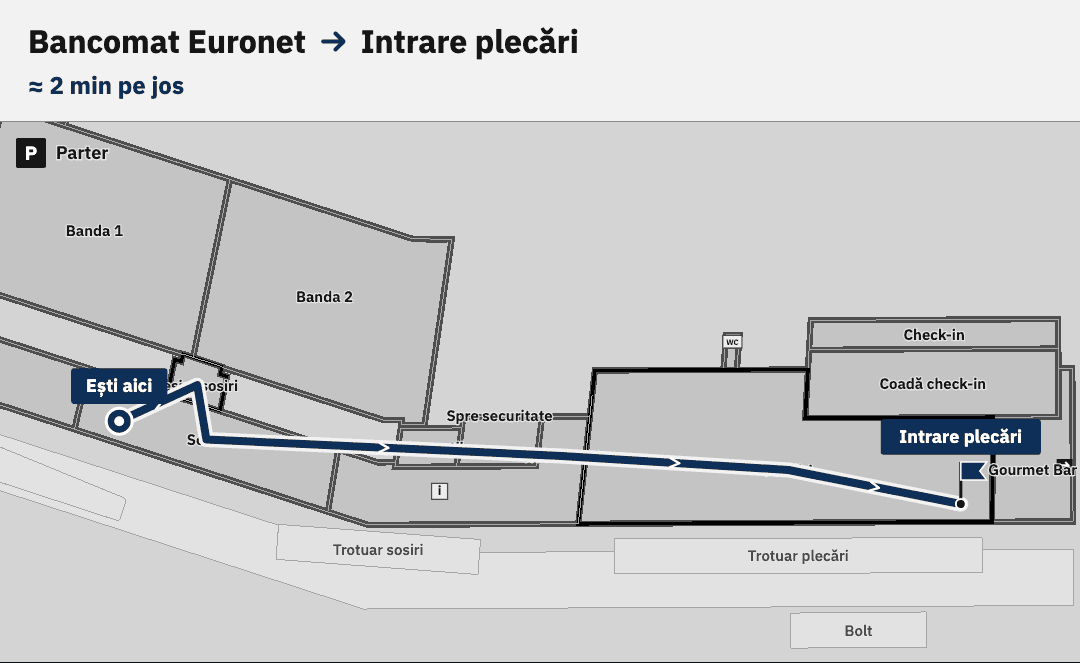 Bancomat Euronet → Intrare plecări
≈ 2 min pe jos
P Parter
Banda 1
Banda 2
Check-in
wc
Coadă check-in
Ești aici
sosiri
Spre securitate
Intrare plecări
Gourmet Bar
i
Trotuar sosiri
Trotuar plecări
Bolt